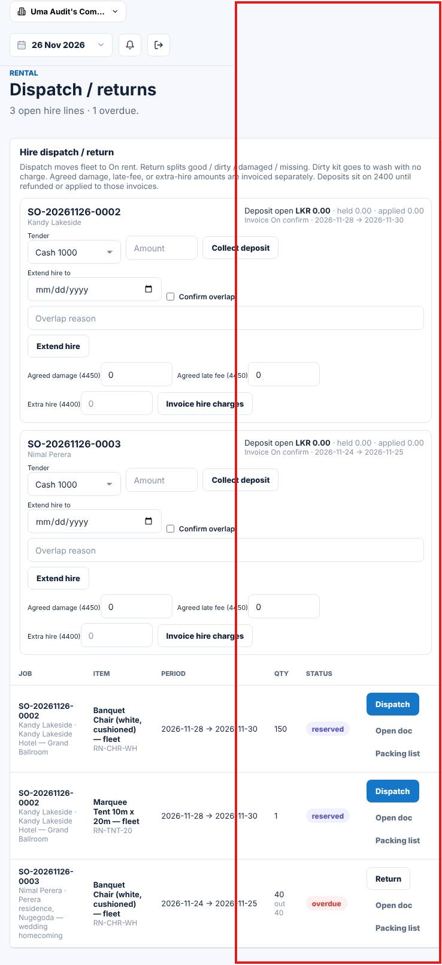 Uma Audit's Com...
26 Nov 2026
RENTAL
Dispatch / returns
3 open hire lines · 1 overdue.
Hire dispatch / return
Dispatch moves fleet to On rent. Return splits good / dirty / damaged / missing. Dirty kit goes to wash with no
charge. Agreed damage, late-fee, or extra-hire amounts are invoiced separately. Deposits sit on 2400 until
refunded or applied to those invoices.
SO-20261126-0002
Kandy Lakeside
Deposit open LKR 0.00 · held 0.00 · applied 0.00
Invoice On confirm · 2026-11-28 → 2026-11-30
Tender
Cash 1000
Amount
Collect deposit
Extend hire to
mm/dd/yyyy
Confirm overlap
Overlap reason
Extend hire
Agreed damage (4450) 0
Agreed late fee (4450) 0
Extra hire (4400) 0
Invoice hire charges
SO-20261126-0003
Nimal Perera
Deposit open LKR 0.00 · held 0.00 · applied 0.00
Invoice On confirm · 2026-11-24 → 2026-11-25
Tender
Cash 1000
Amount
Collect deposit
Extend hire to
mm/dd/yyyy
Confirm overlap
Overlap reason
Extend hire
Agreed damage (4450) 0
Agreed late fee (4450) 0
Extra hire (4400) 0
Invoice hire charges
JOB ITEM PERIOD QTY STATUS
SO-20261126-
0002
Kandy Lakeside ·
Kandy Lakeside
Hotel — Grand
Ballroom
Banquet
Chair (white,
cushioned)
— fleet
RN-CHR-WH
2026-11-28 → 2026-11-30
150
reserved
Dispatch
Open doc
Packing list
SO-20261126-
0002
Kandy Lakeside ·
Kandy Lakeside
Hotel — Grand
Ballroom
Marquee
Tent 10m x
20m — fleet
RN-TNT-20
2026-11-28 → 2026-11-30
1
reserved
Dispatch
Open doc
Packing list
SO-20261126-
0003
Nimal Perera ·
Perera
residence,
Nugegoda —
wedding
homecoming
Banquet
Chair (white,
cushioned)
— fleet
RN-CHR-WH
2026-11-24 → 2026-11-25
40
out
40
overdue
Return
Open doc
Packing list